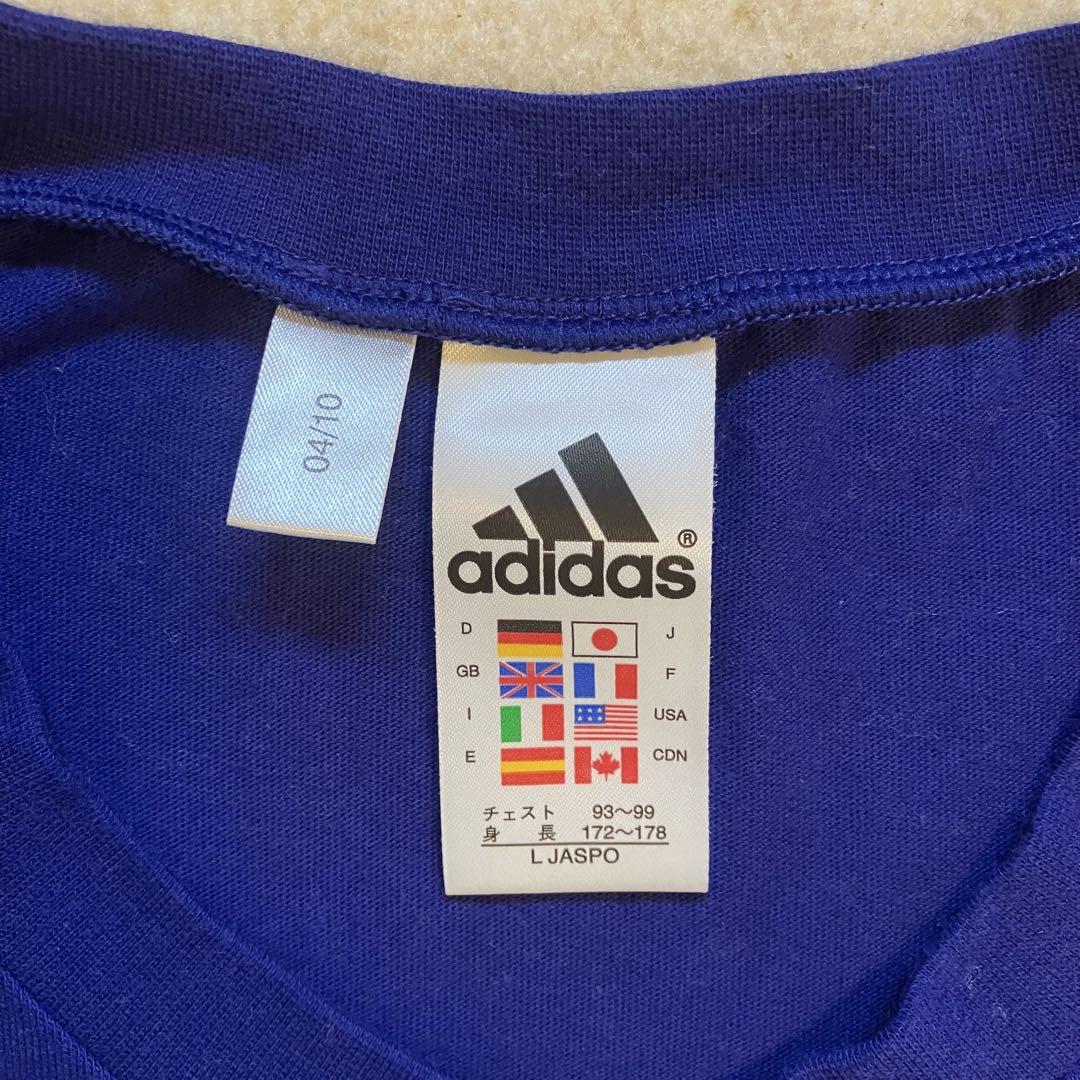 04/10
adidas®
D J
GB F
I USA
E CDN
チェスト 93〜99
身 長 172〜178
L JASPO